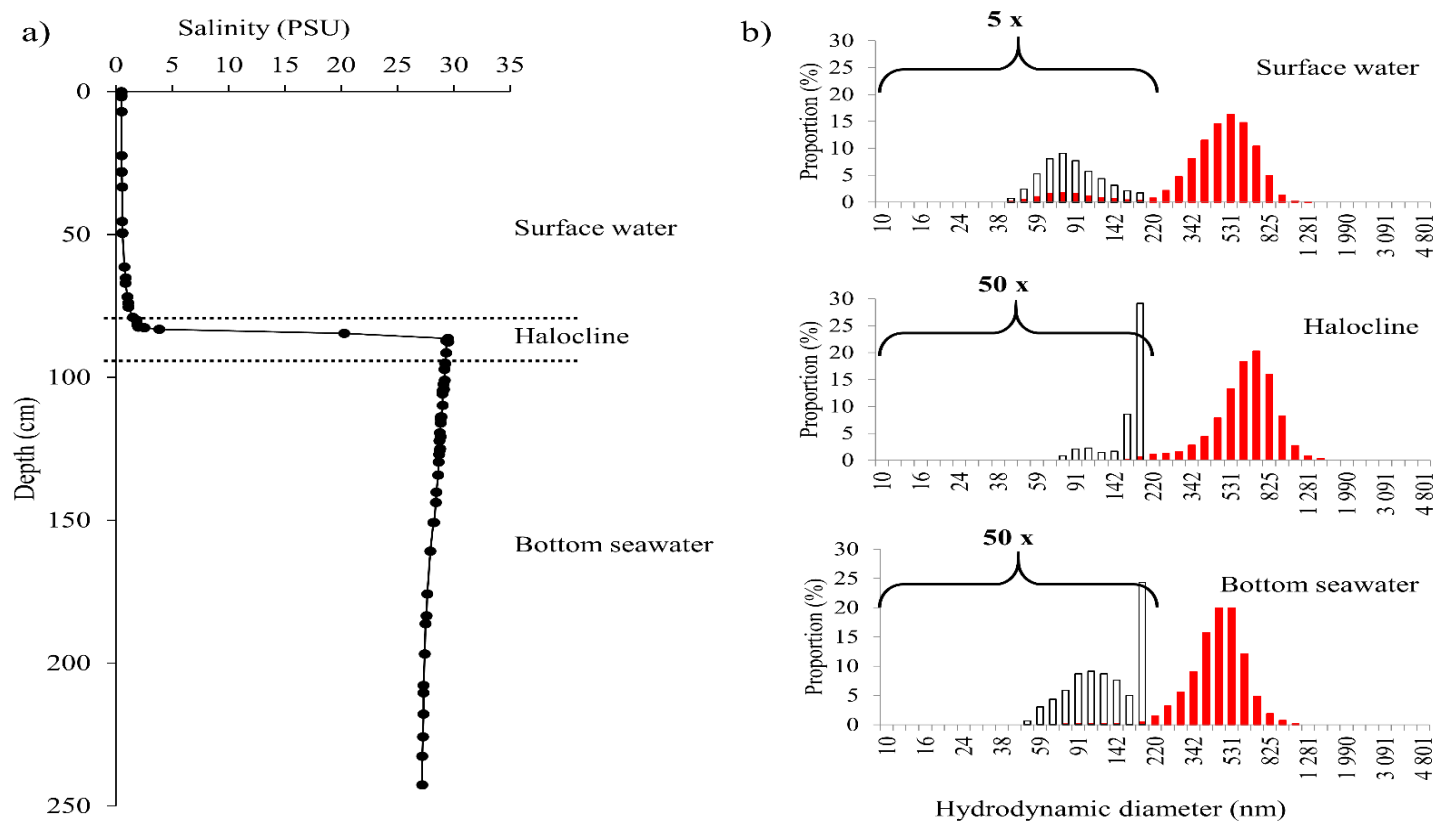 a)
Salinity (PSU)
0 5 10 15 20 25 30 35
0
50
100
150
200
250
Depth (cm)
Surface water
Halocline
Bottom seawater
b)
5 x
Surface water
Proportion (%)
30
25
20
15
10
5
0
10 16 24 38 59 91 142 220 342 531 825 1 281 1 990 3 091 4 801
50 x
Halocline
Proportion (%)
30
25
20
15
10
5
0
10 16 24 38 59 91 142 220 342 531 825 1 281 1 990 3 091 4 801
50 x
Bottom seawater
Proportion (%)
30
25
20
15
10
5
0
10 16 24 38 59 91 142 220 342 531 825 1 281 1 990 3 091 4 801
Hydrodynamic diameter (nm)